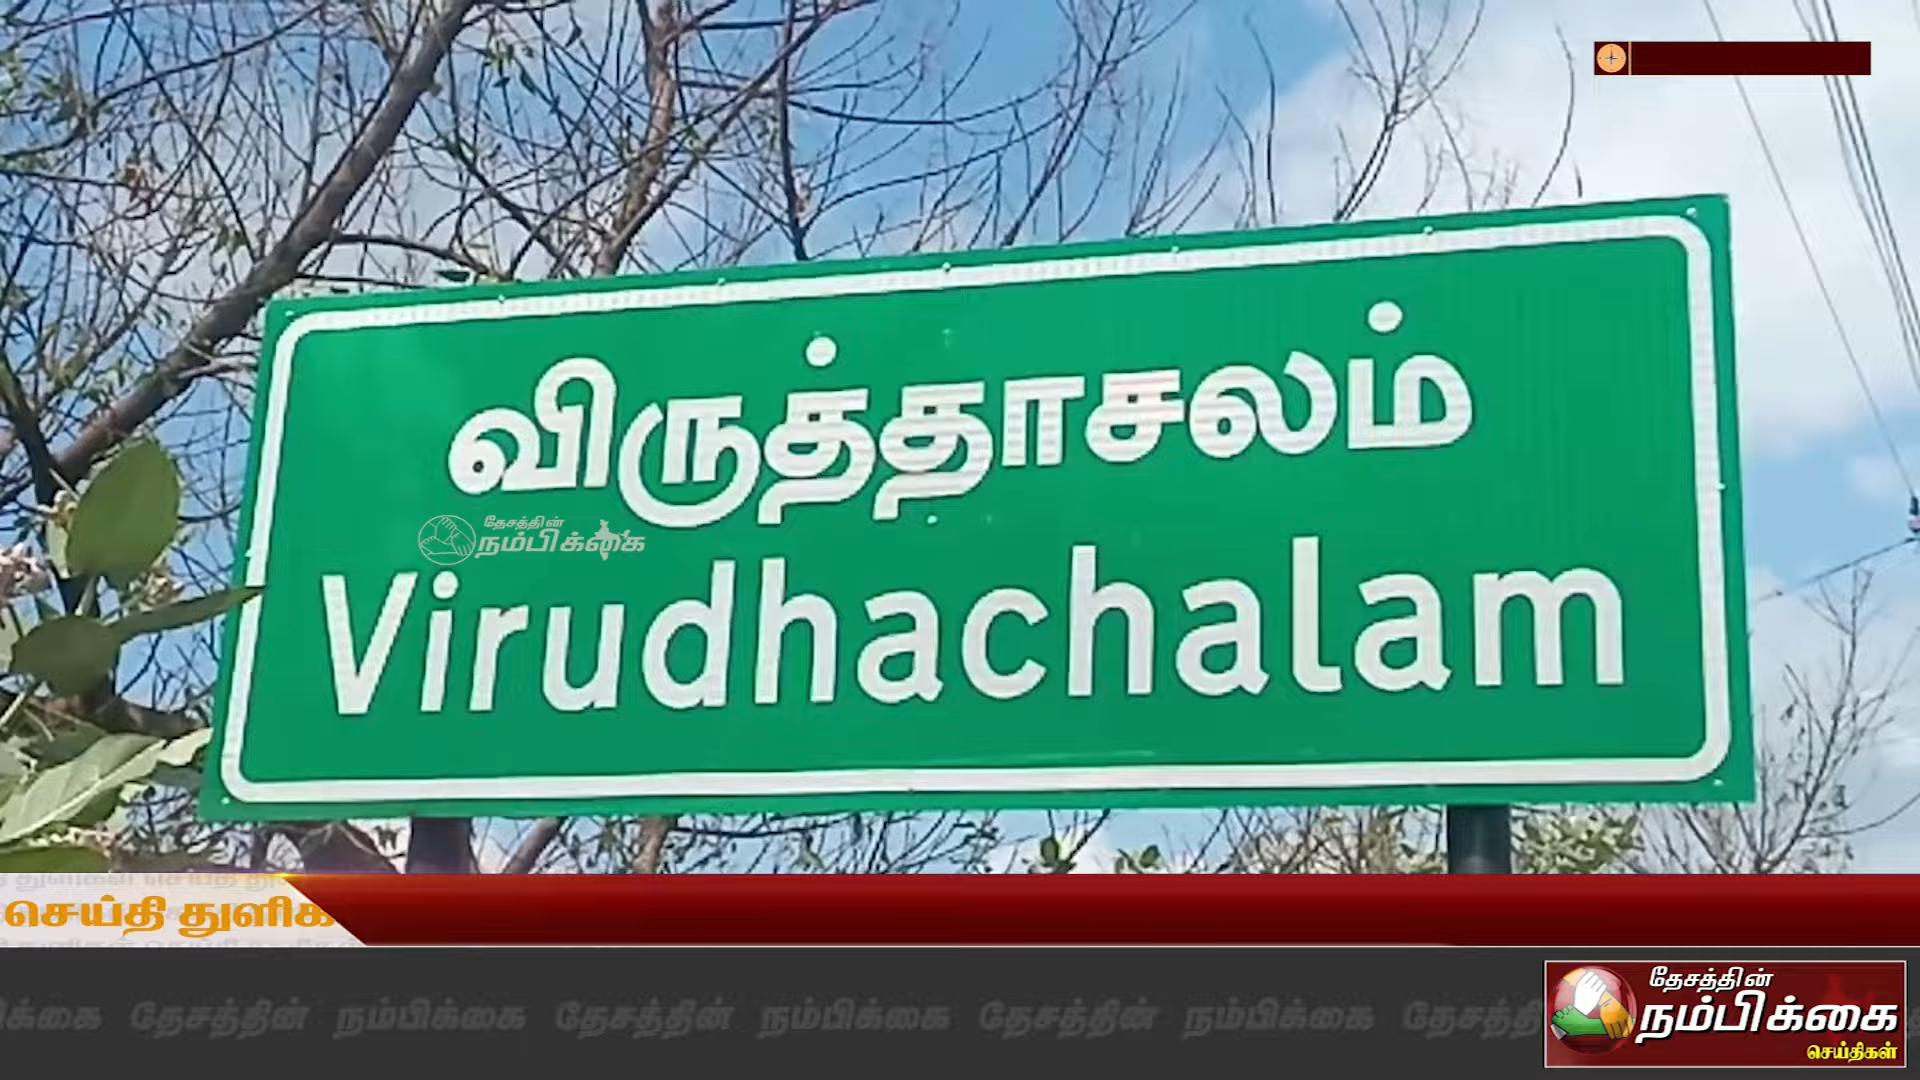 விருத்தாசலம்
தேசத்தின்
நம்பிக்கை
Virudhachalam
செய்தி துளிக
தேசத்தின் நம்பிக்கை தேசத்தின் நம்பிக்கை தேசத்தின் நம்பிக்கை
தேசத்தின்
நம்பிக்கை
செய்திகள்